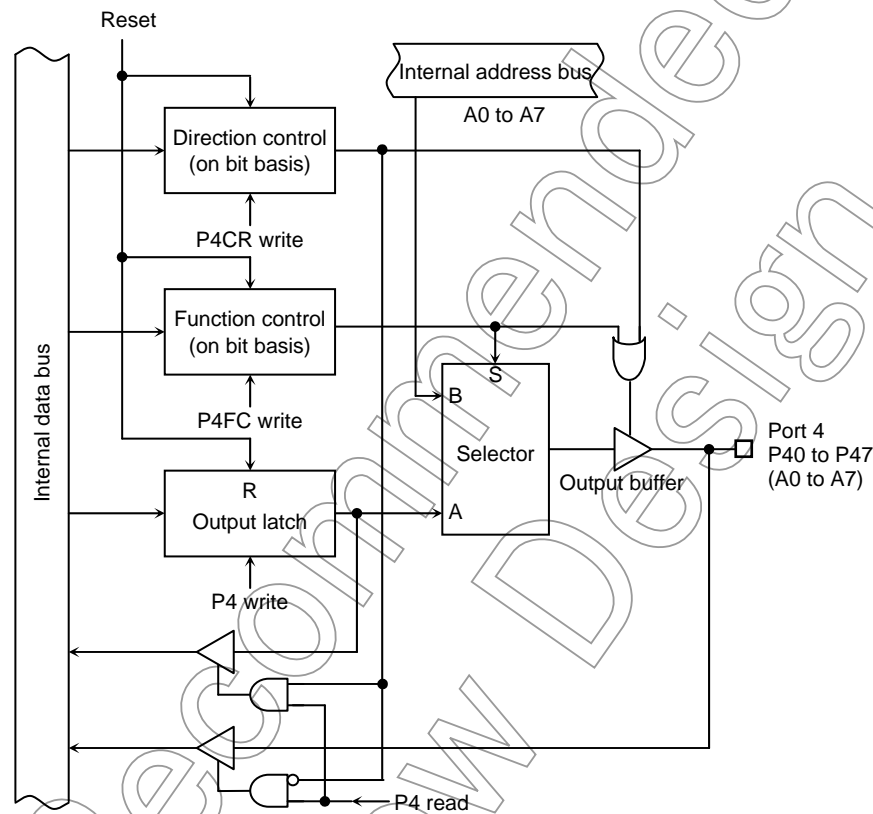 Reset
Internal address bus
A0 to A7
Direction control
(on bit basis)
P4CR write
Function control
(on bit basis)
P4FC write
Internal data bus
S
B
Selector
A
Output buffer
Port 4
P40 to P47
(A0 to A7)
R
Output latch
P4 write
P4 read
ecommended
w Design